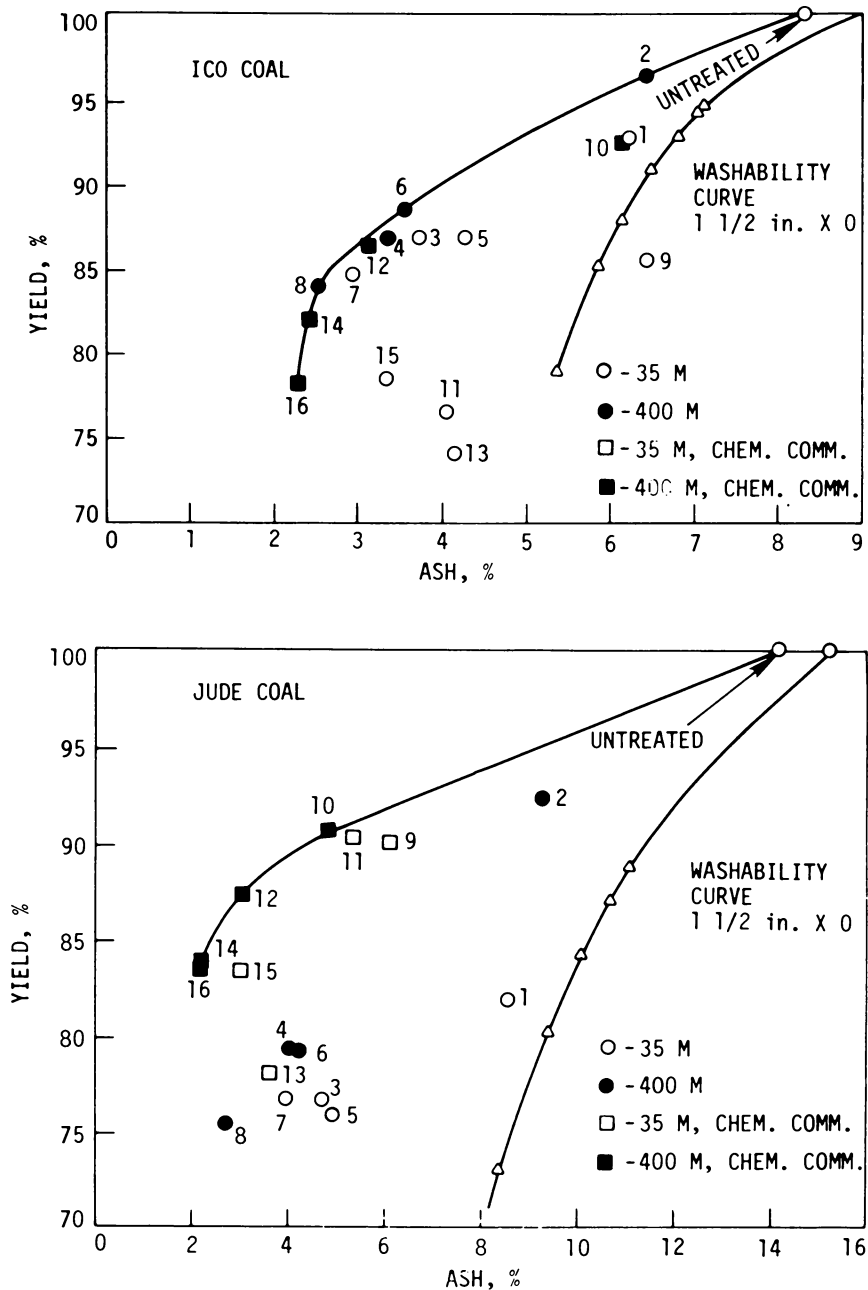 100
95
90
85
80
75
70
YIELD, %
ICO COAL
2
UNTREATED
1
10
WASHABILITY
CURVE
1 1/2 in. X 0
6
3
5
4
12
9
8
7
14
15
16
11
13
○ -35 M
● -400 M
□ -35 M, CHEM. COMM.
■ -400 M, CHEM. COMM.
0 1 2 3 4 5 6 7 8 9
ASH, %
100
95
90
85
80
75
70
YIELD, %
JUDE COAL
UNTREATED
2
10
9
11
WASHABILITY
CURVE
1 1/2 in. X 0
12
14
15
16
1
4
6
13
3
7
5
8
○ -35 M
● -400 M
□ -35 M, CHEM. COMM.
■ -400 M, CHEM. COMM.
0 2 4 6 8 10 12 14 16
ASH, %